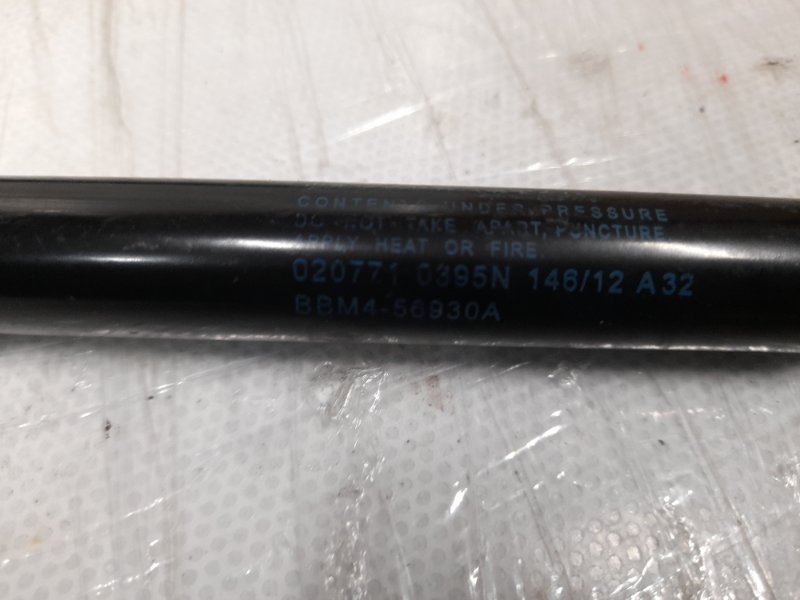 CONTENTS UNDER PRESSURE
DO NOT TAKE APART, PUNCTURE
APPLY HEAT OR FIRE
020771 0395N 146/12 A32
BBM4-56930A